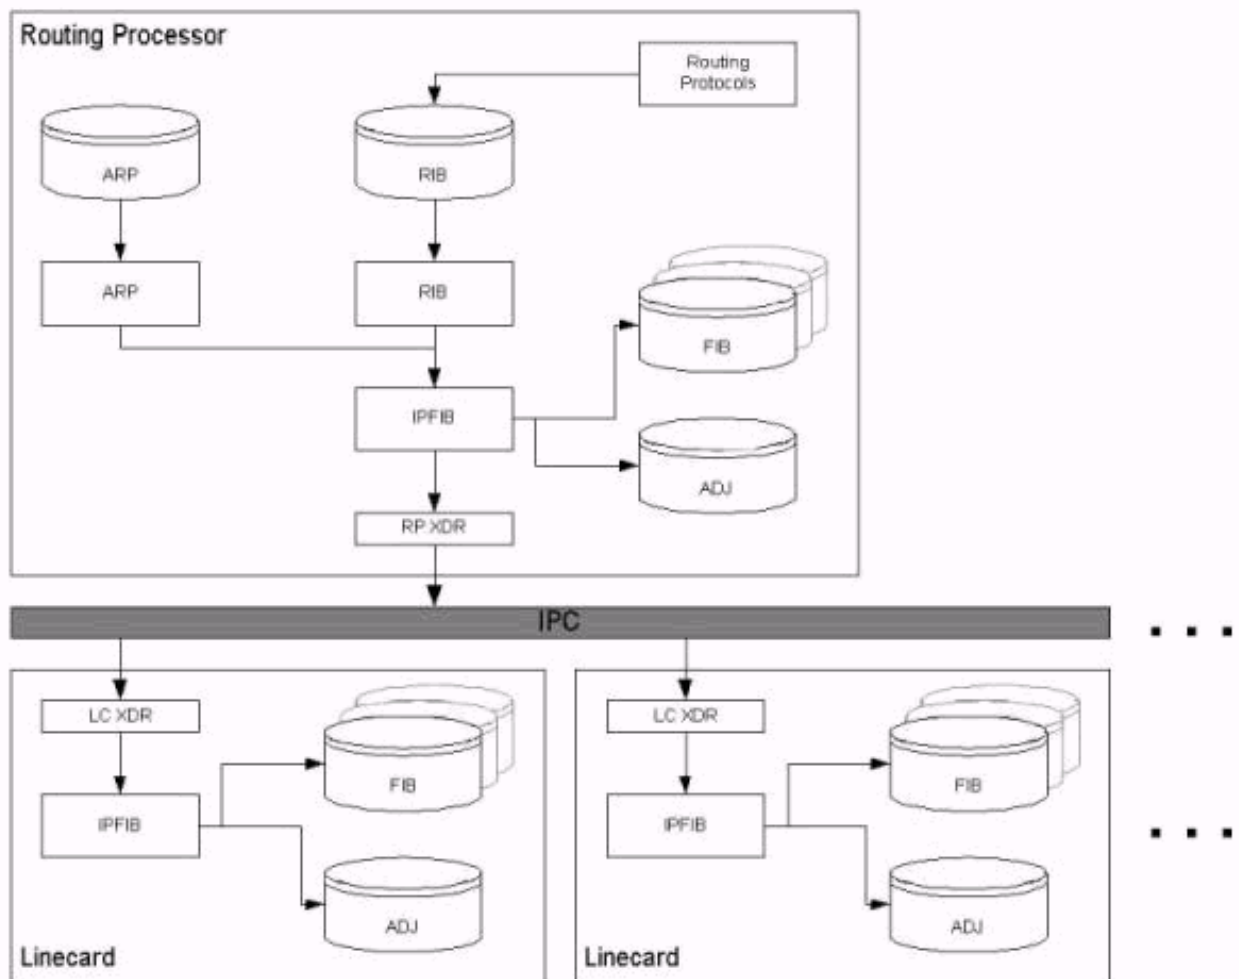 Routing Processor
Routing
Protocols
ARP
RIB
ARP
RIB
FIB
IPFIB
ADJ
RP XDR
IPC
LC XDR
FIB
IPFIB
ADJ
Linecard
LC XDR
FIB
IPFIB
ADJ
Linecard